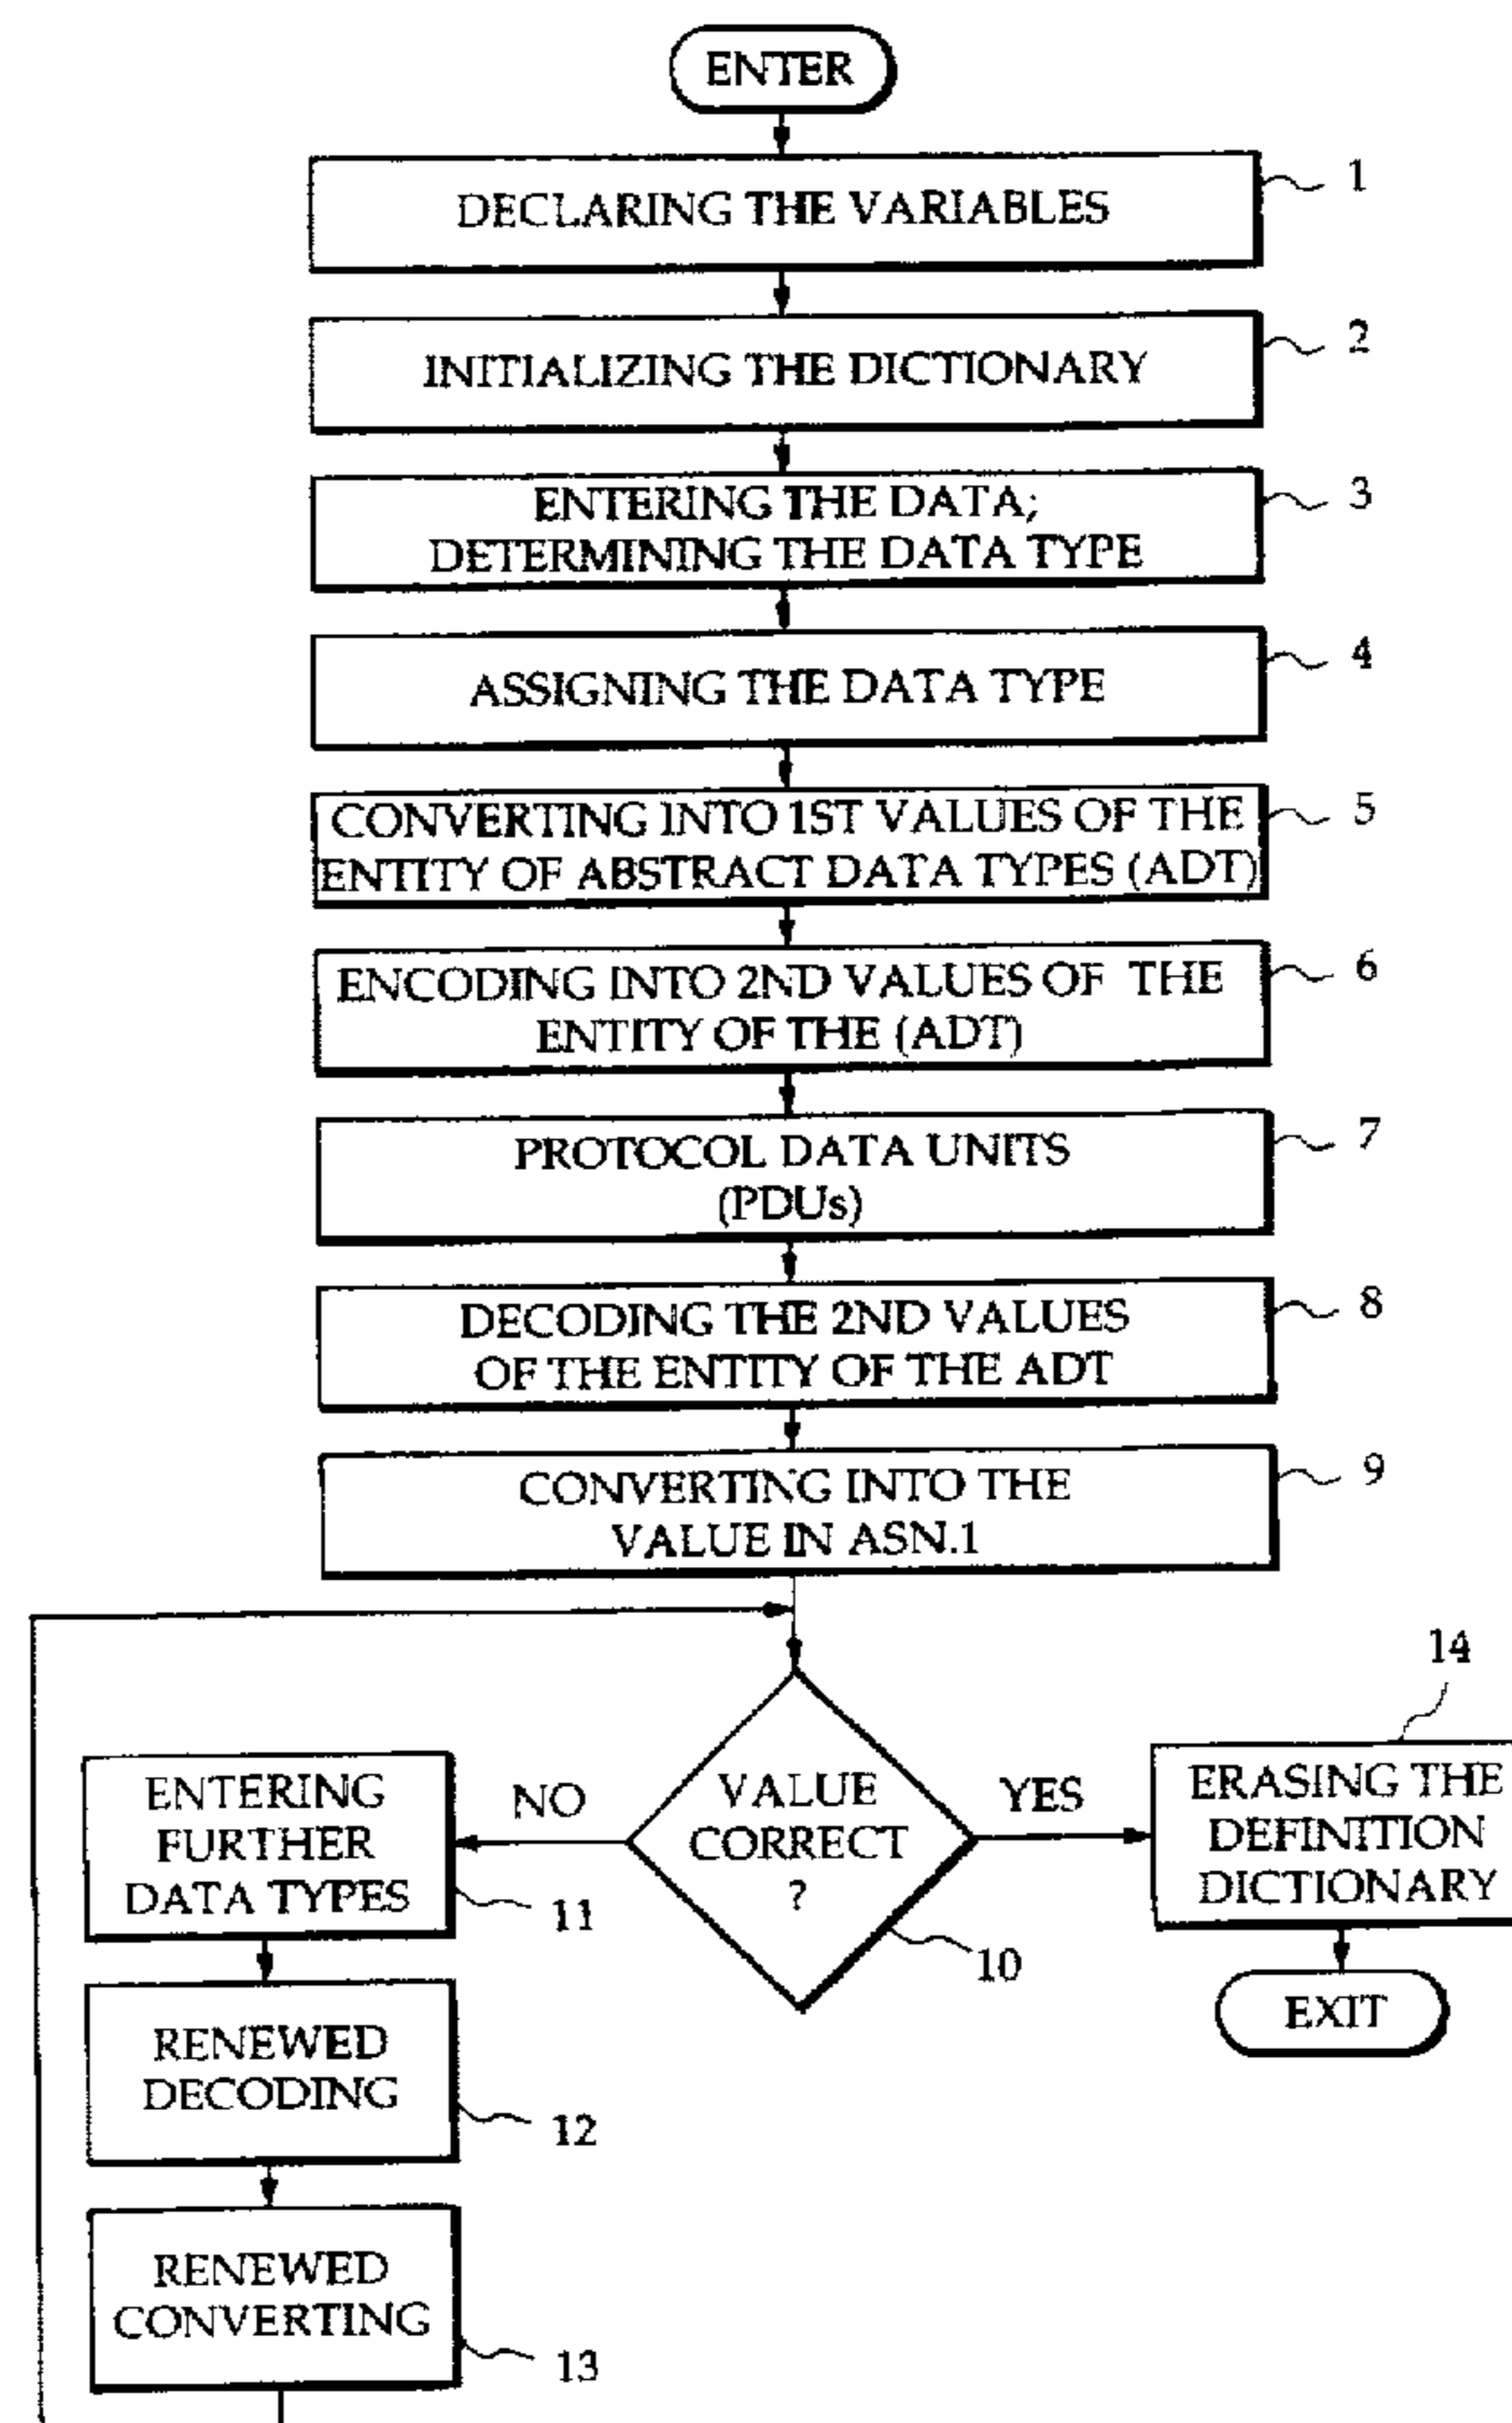 ENTER
DECLARING THE VARIABLES
1
INITIALIZING THE DICTIONARY
2
ENTERING THE DATA;
DETERMINING THE DATA TYPE
3
ASSIGNING THE DATA TYPE
4
CONVERTING INTO 1ST VALUES OF THE
ENTITY OF ABSTRACT DATA TYPES (ADT)
5
ENCODING INTO 2ND VALUES OF THE
ENTITY OF THE (ADT)
6
PROTOCOL DATA UNITS
(PDUs)
7
DECODING THE 2ND VALUES
OF THE ENTITY OF THE ADT
8
CONVERTING INTO THE
VALUE IN ASN.1
9
VALUE
CORRECT
?
10
NO
YES
ENTERING
FURTHER
DATA TYPES
11
RENEWED
DECODING
12
RENEWED
CONVERTING
13
14
ERASING THE
DEFINITION
DICTIONARY
EXIT